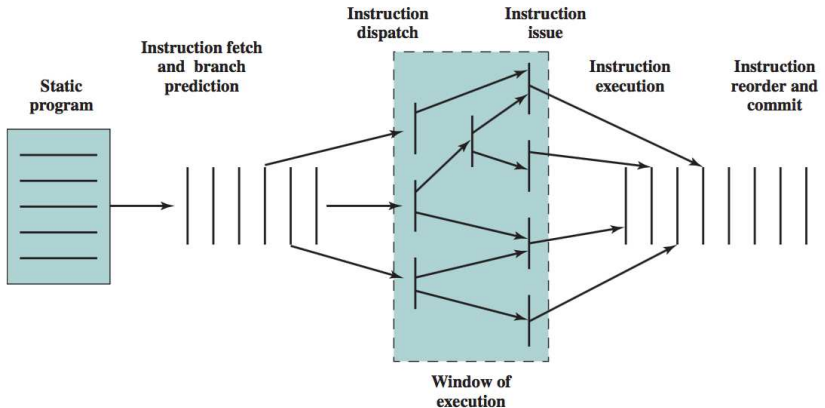 Static
program
Instruction fetch
and branch
prediction
Instruction
dispatch
Instruction
issue
Instruction
execution
Instruction
reorder and
commit
Window of
execution